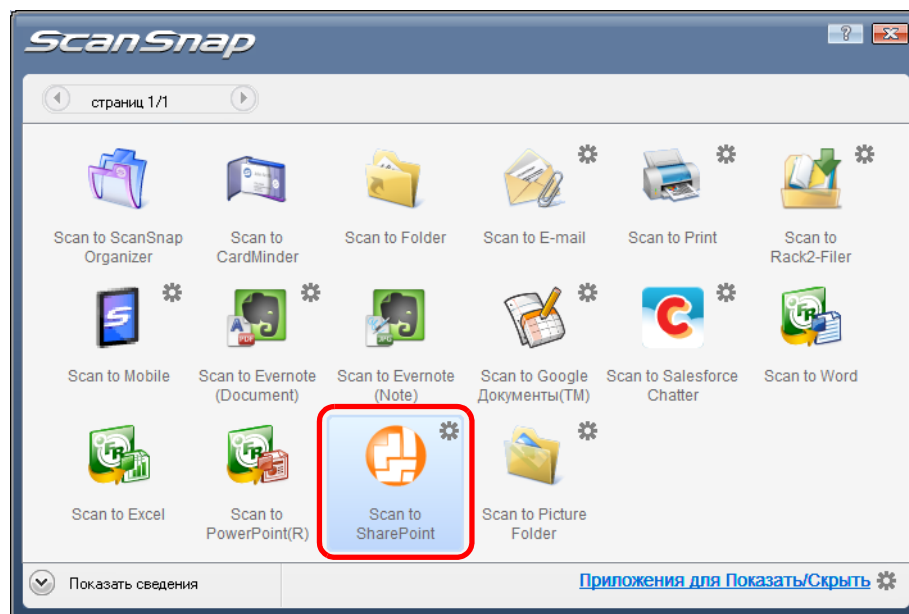 ScanSnap
страниц 1/1
Scan to ScanSnap
Organizer
Scan to
CardMinder
Scan to Folder
Scan to E-mail
Scan to Print
Scan to
Rack2-Filer
Scan to Mobile
Scan to Evernote
(Document)
Scan to Evernote
(Note)
Scan to Google
Документы(TM)
Scan to Salesforce
Chatter
Scan to Word
Scan to Excel
Scan to
PowerPoint(R)
Scan to
SharePoint
Scan to Picture
Folder
Показать сведения
Приложения для Показать/Скрыть